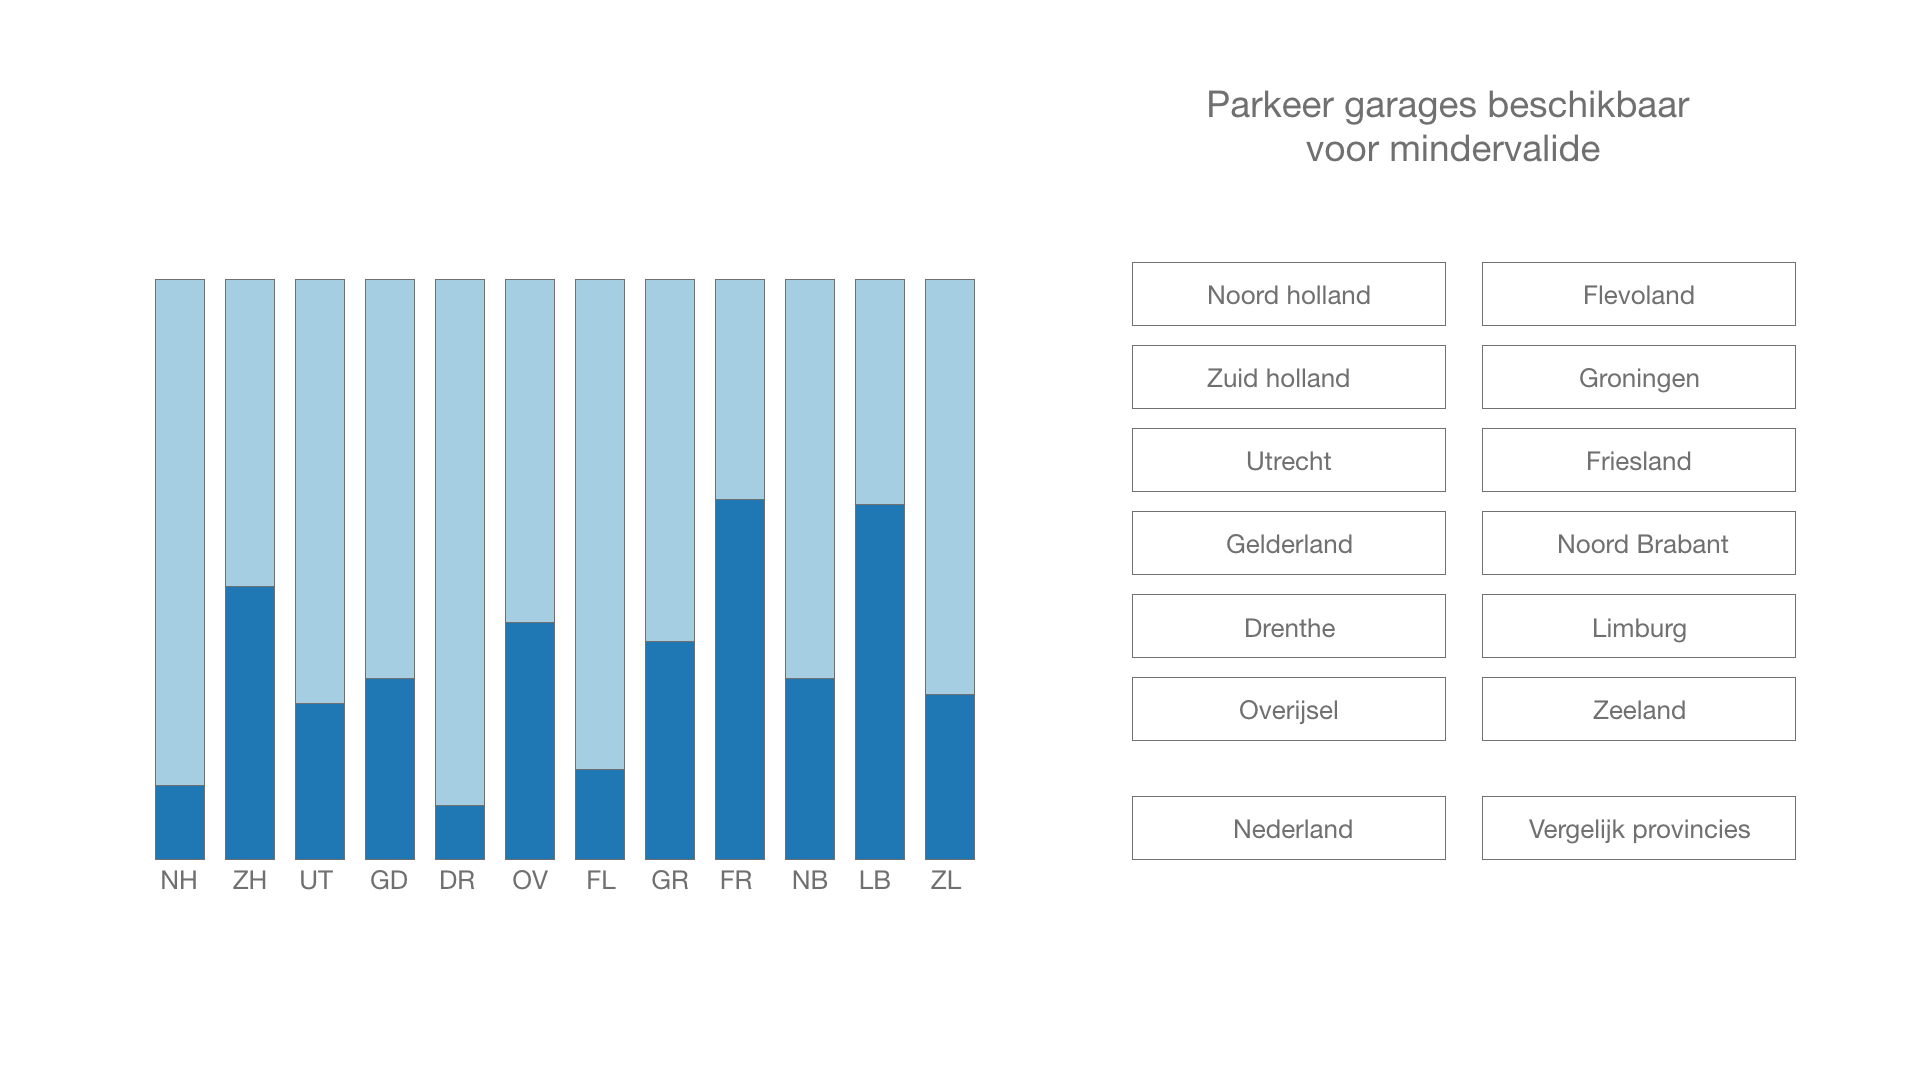 Parkeer garages beschikbaar
voor mindervalide
Noord holland
Flevoland
Zuid holland
Groningen
Utrecht
Friesland
Gelderland
Noord Brabant
Drenthe
Limburg
Overijsel
Zeeland
Nederland
Vergelijk provincies
NH ZH UT GD DR OV FL GR FR NB LB ZL